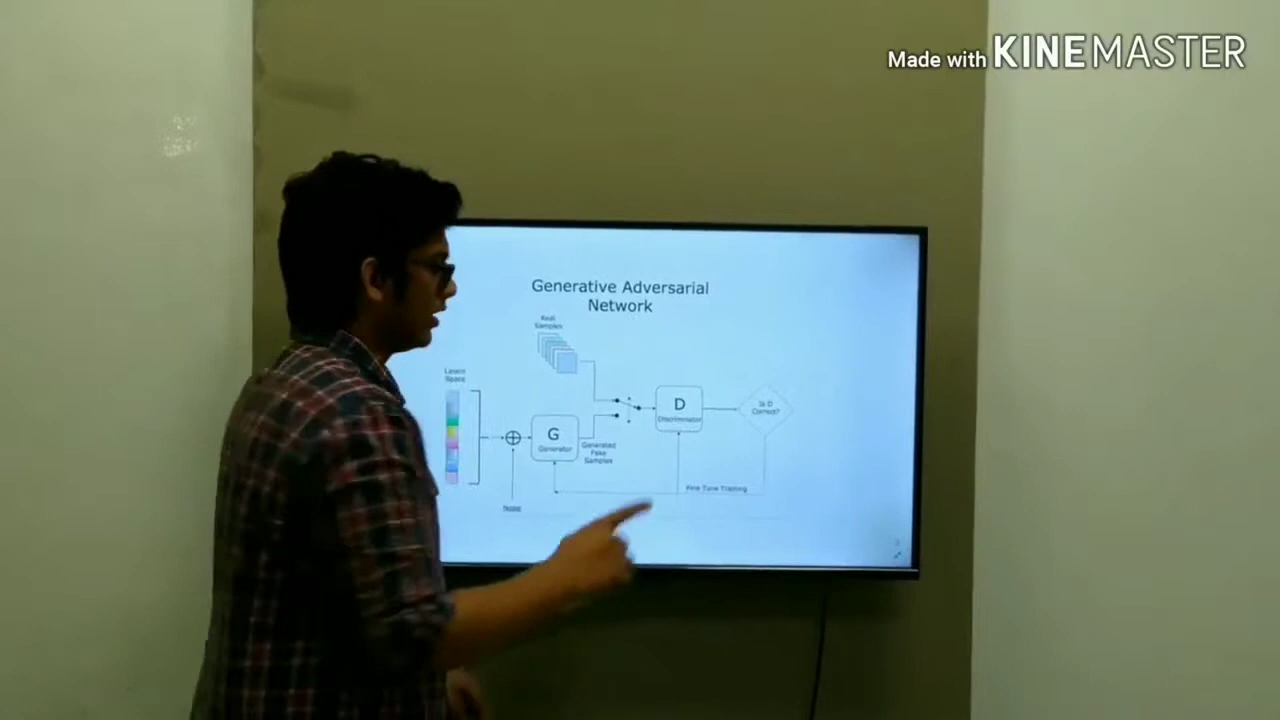 Made with KINEMASTER
Generative Adversarial
Network
Real
Samples
Latent
Space
D
Discriminator
Is D
Correct?
G
Generator
Generated
Fake
Samples
Fine Tune Training
Noise